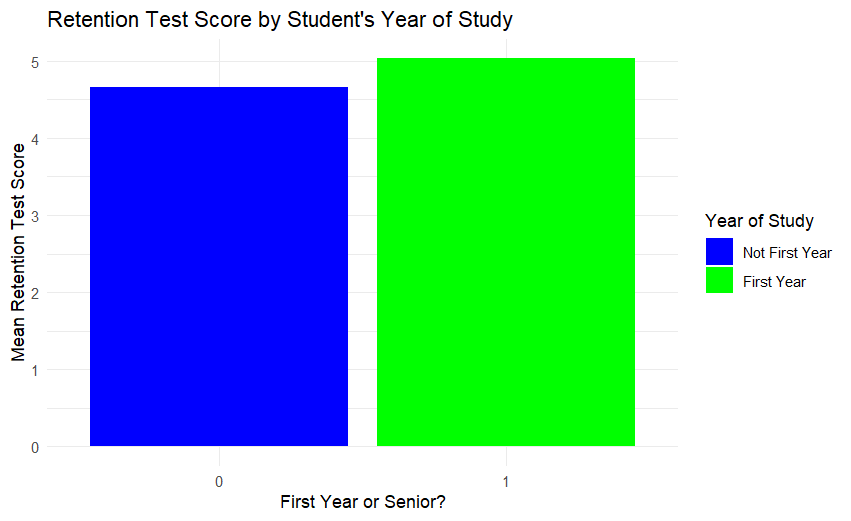 Retention Test Score by Student's Year of Study
Mean Retention Test Score
5
4
3
2
1
0
0
1
First Year or Senior?
Year of Study
Not First Year
First Year